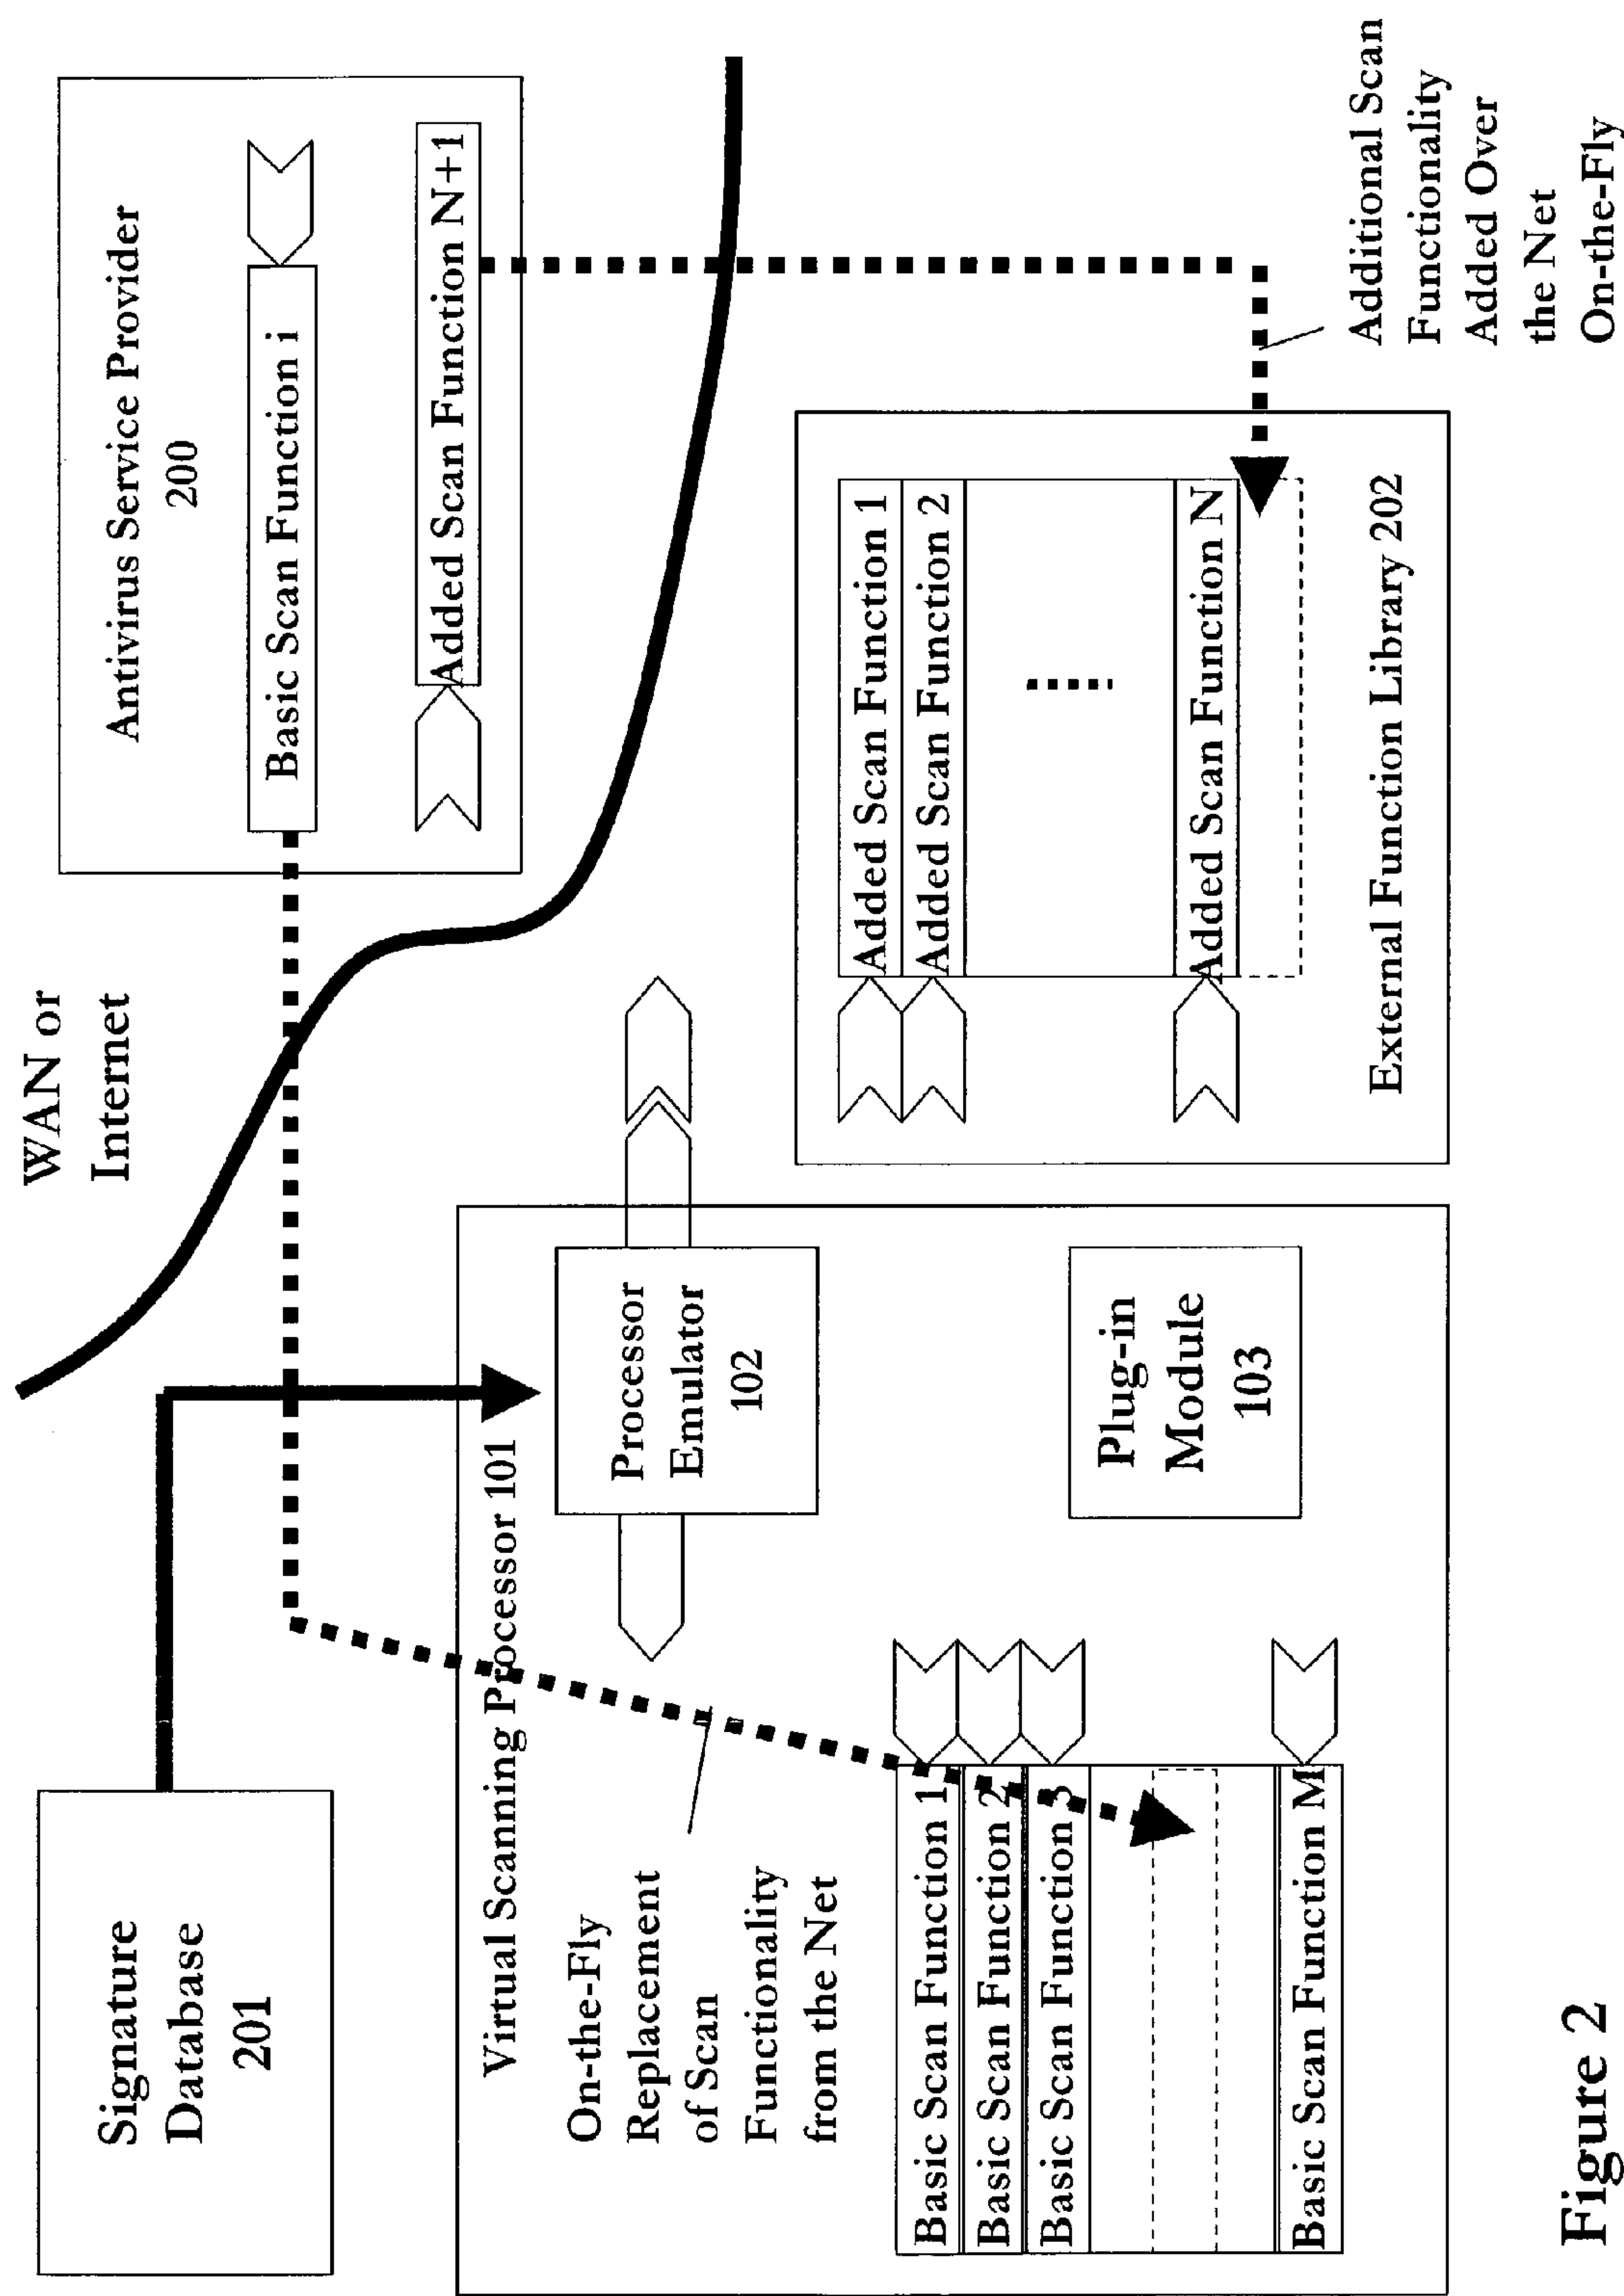 Signature
Database
201
WAN or
Internet
Antivirus Service Provider
200
Basic Scan Function i
Added Scan Function N+1
Virtual Scanning Processor 101
On-the-Fly
Replacement
of Scan
Functionality
from the Net
Processor
Emulator
102
Basic Scan Function 1
Basic Scan Function 2
Basic Scan Function 3
Basic Scan Function M
Plug-in
Module
103
Added Scan Function 1
Added Scan Function 2
Added Scan Function N
External Function Library 202
Additional Scan
Functionality
Added Over
the Net
On-the-Fly
Figure 2